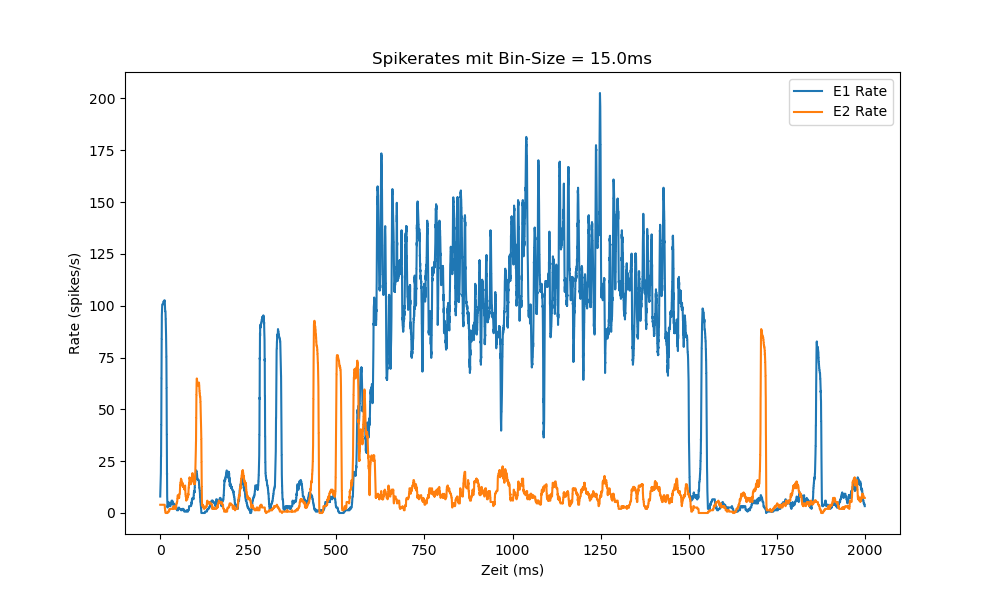 Spikerates mit Bin-Size = 15.0ms
E1 Rate
E2 Rate
200
175
150
125
100
75
50
25
0
Rate (spikes/s)
0 250 500 750 1000 1250 1500 1750 2000
Zeit (ms)